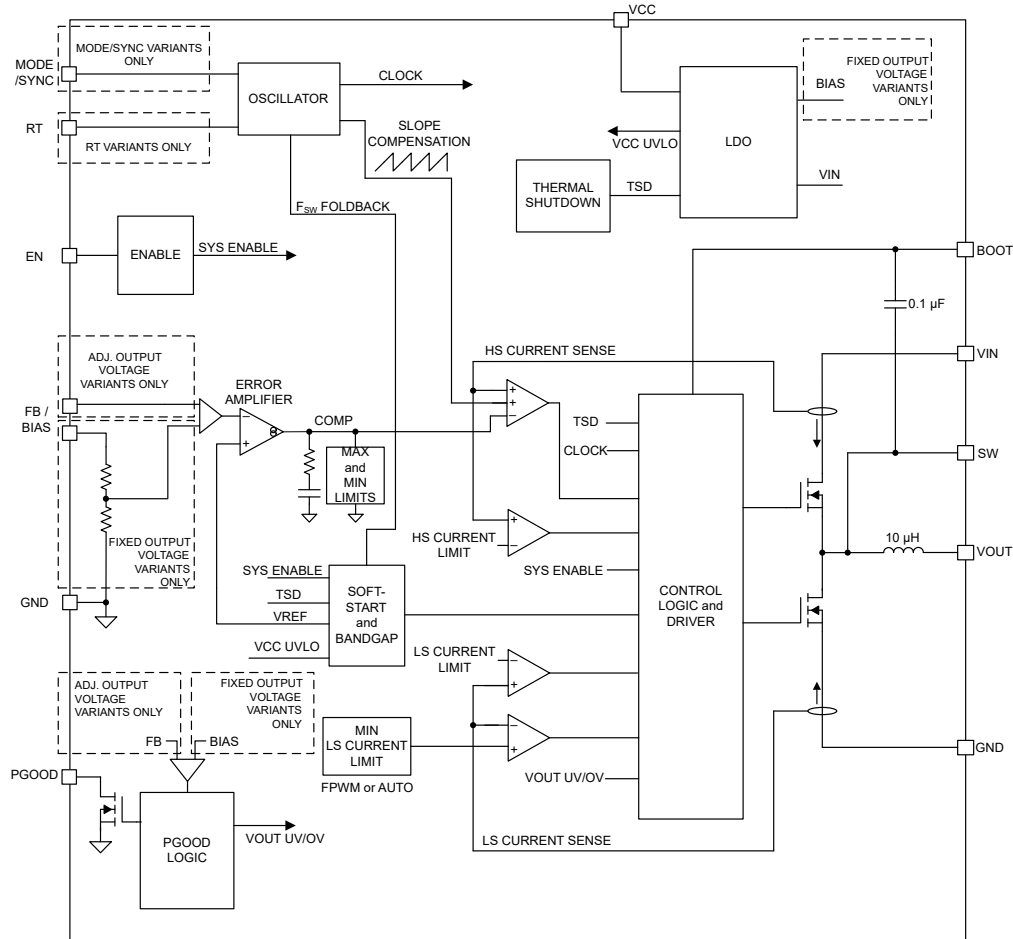 VCC
MODE
/SYNC
MODE/SYNC VARIANTS
ONLY
OSCILLATOR
CLOCK
FIXED OUTPUT
VOLTAGE
VARIANTS
ONLY
BIAS
RT
RT VARIANTS ONLY
SLOPE
COMPENSATION
VCC UVLO
LDO
THERMAL
SHUTDOWN
TSD
VIN
FSW FOLDBACK
EN
ENABLE
SYS ENABLE
BOOT
0.1 µF
ADJ. OUTPUT
VOLTAGE
VARIANTS ONLY
HS CURRENT SENSE
VIN
FB /
BIAS
ERROR
AMPLIFIER
COMP
-
+
+
+
-
MAX
and
MIN
LIMITS
TSD
CLOCK
SW
FIXED OUTPUT
VOLTAGE
VARIANTS
ONLY
HS CURRENT
LIMIT
+
-
10 µH
VOUT
SYS ENABLE
SYS ENABLE
TSD
VREF
VCC UVLO
SOFT-
START
and
BANDGAP
CONTROL
LOGIC and
DRIVER
GND
LS CURRENT
LIMIT
-
+
ADJ. OUTPUT
VOLTAGE
VARIANTS ONLY
FIXED OUTPUT
VOLTAGE
VARIANTS
ONLY
FB
BIAS
MIN
LS CURRENT
LIMIT
-
+
GND
PGOOD
FPWM or AUTO
VOUT UV/OV
PGOOD
LOGIC
VOUT UV/OV
LS CURRENT SENSE